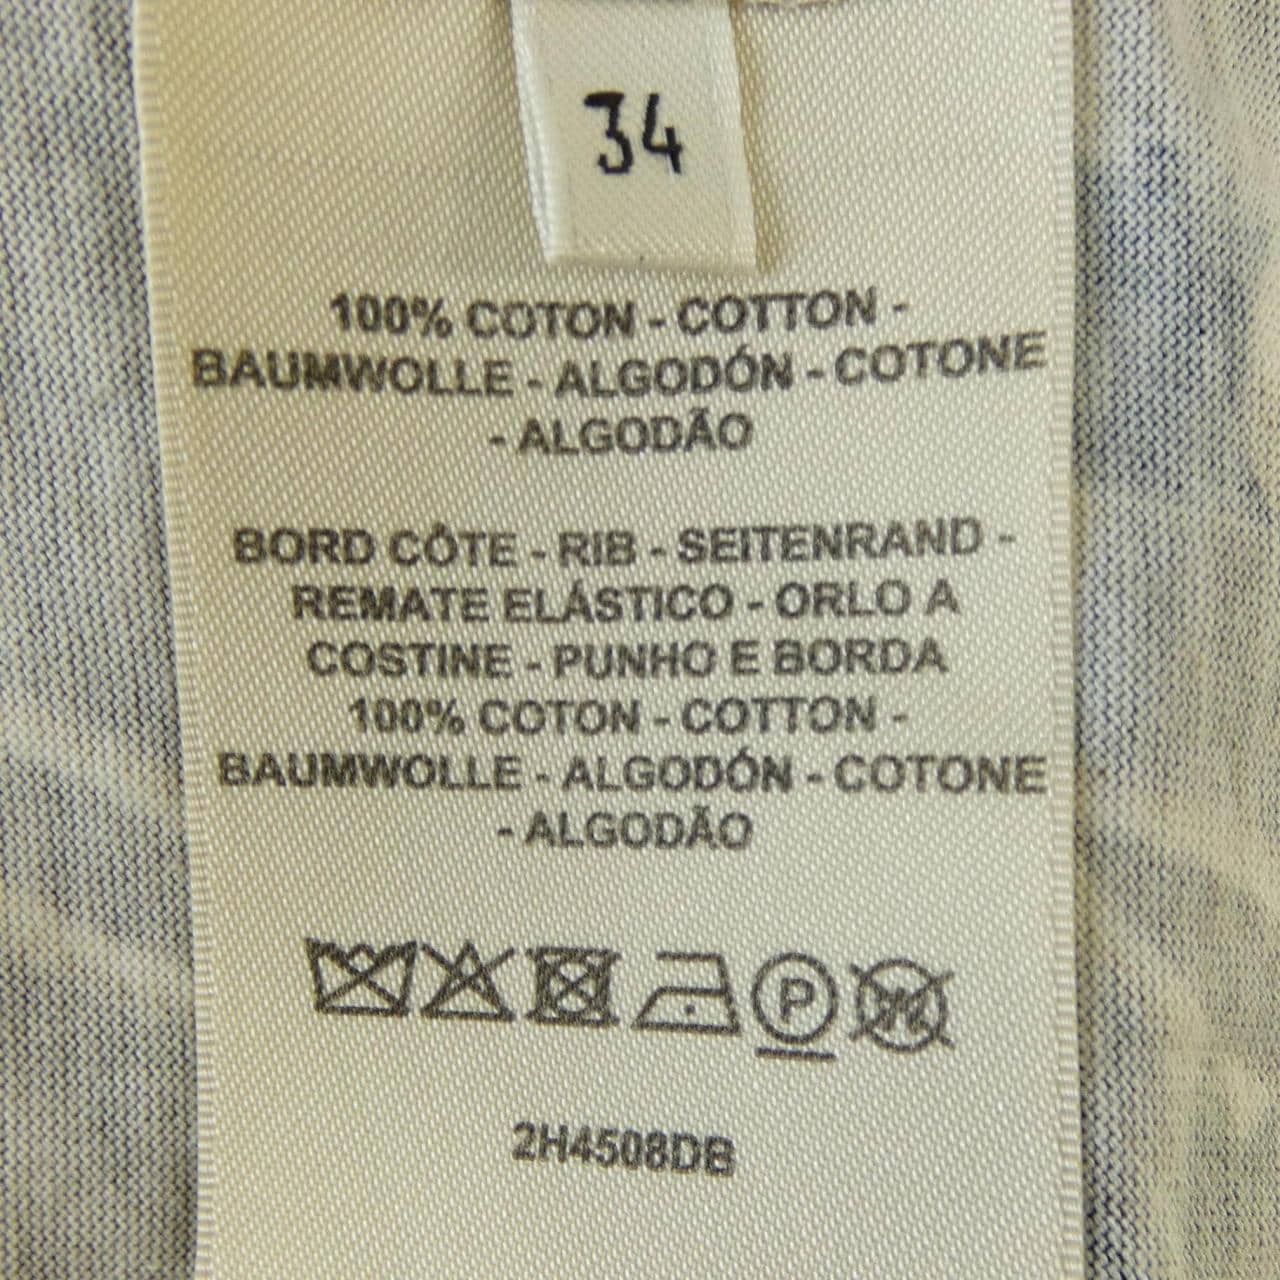 34
100% COTON - COTTON -
BAUMWOLLE - ALGODÓN - COTONE
- ALGODÃO
BORD CÔTE - RIB - SEITENRAND -
REMATE ELÁSTICO - ORLO A
COSTINE - PUNHO E BORDA
100% COTON - COTTON -
BAUMWOLLE - ALGODÓN - COTONE
- ALGODÃO
P
2H4508DB